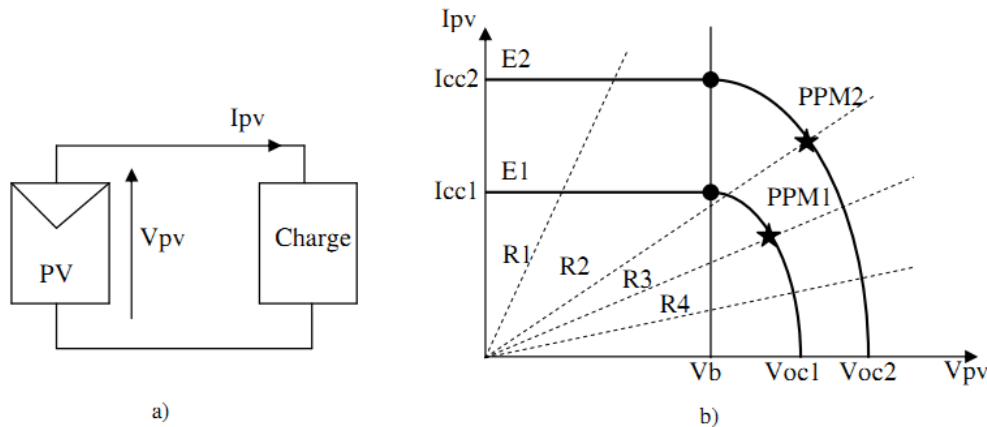 Ipv
Vpv
PV
Charge
a)
Ipv
E2
Icc2
PPM2
E1
Icc1
PPM1
R1
R2
R3
R4
Vb
Voc1
Voc2
Vpv
b)